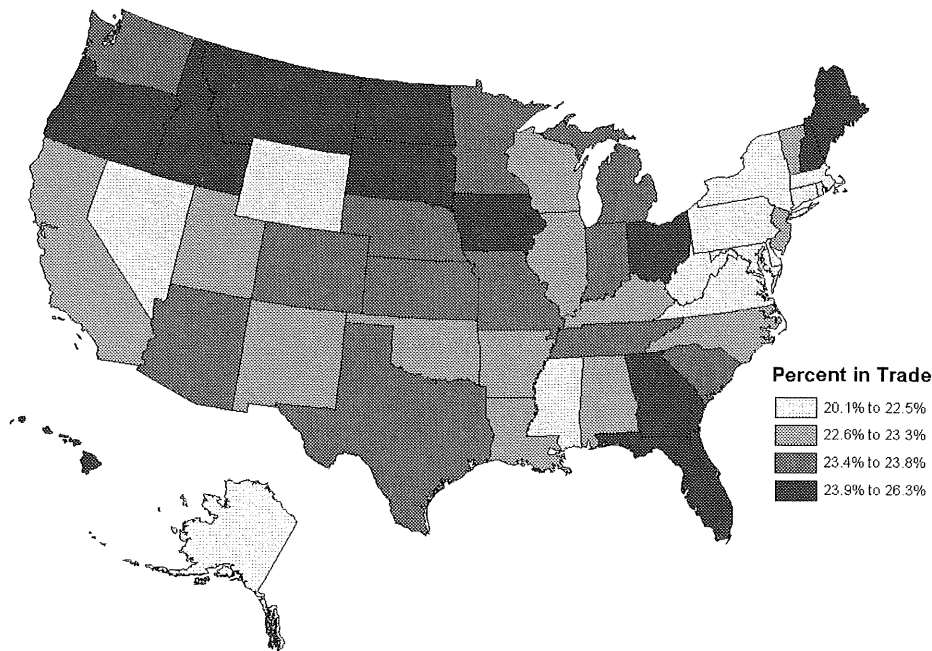 Percent in Trade
20.1% to 22.5%
22.6% to 23.3%
23.4% to 23.8%
23.9% to 26.3%